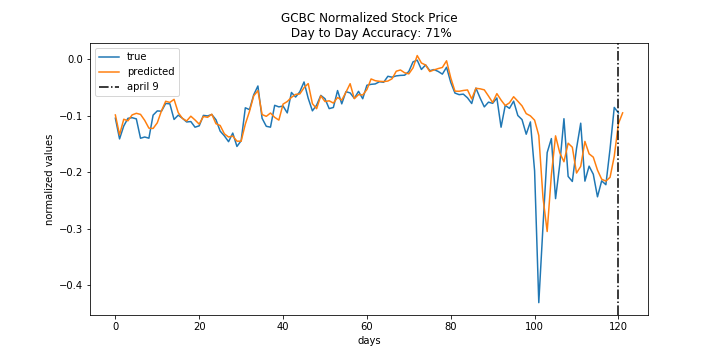 GCBC Normalized Stock Price
Day to Day Accuracy: 71%
true
predicted
april 9
normalized values
0.0
−0.1
−0.2
−0.3
−0.4
0
20
40
60
80
100
120
days